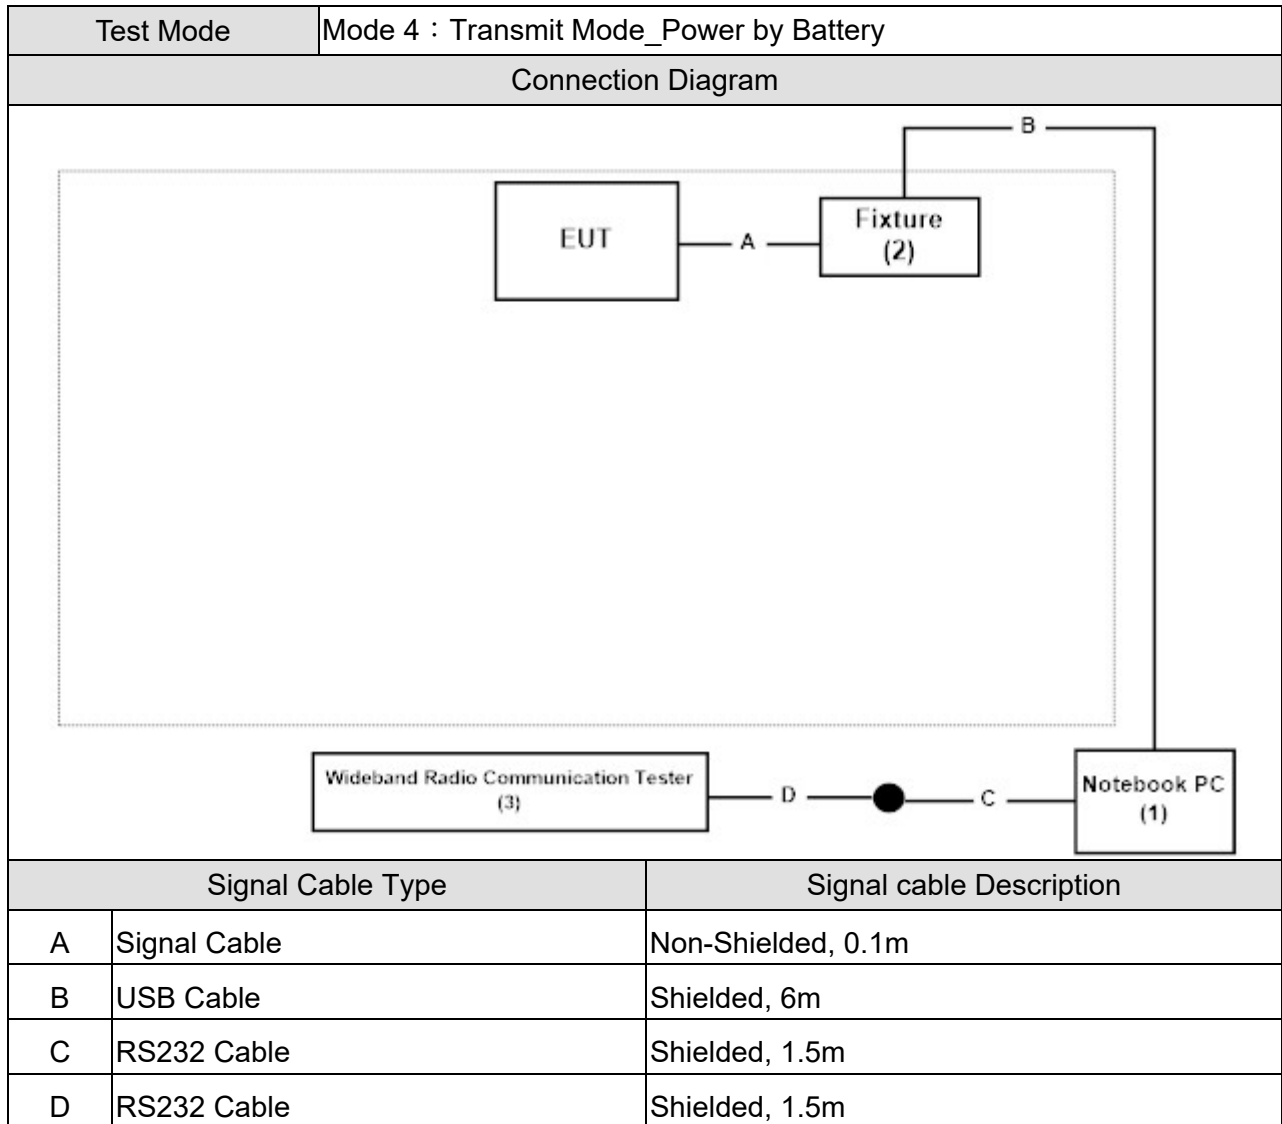 Test Mode Mode 4：Transmit Mode_Power by Battery
Connection Diagram
B
EUT
A
Fixture
(2)
Wideband Radio Communication Tester
(3)
D
C
Notebook PC
(1)
Signal Cable Type Signal cable Description
A Signal Cable Non-Shielded, 0.1m
B USB Cable Shielded, 6m
C RS232 Cable Shielded, 1.5m
D RS232 Cable Shielded, 1.5m